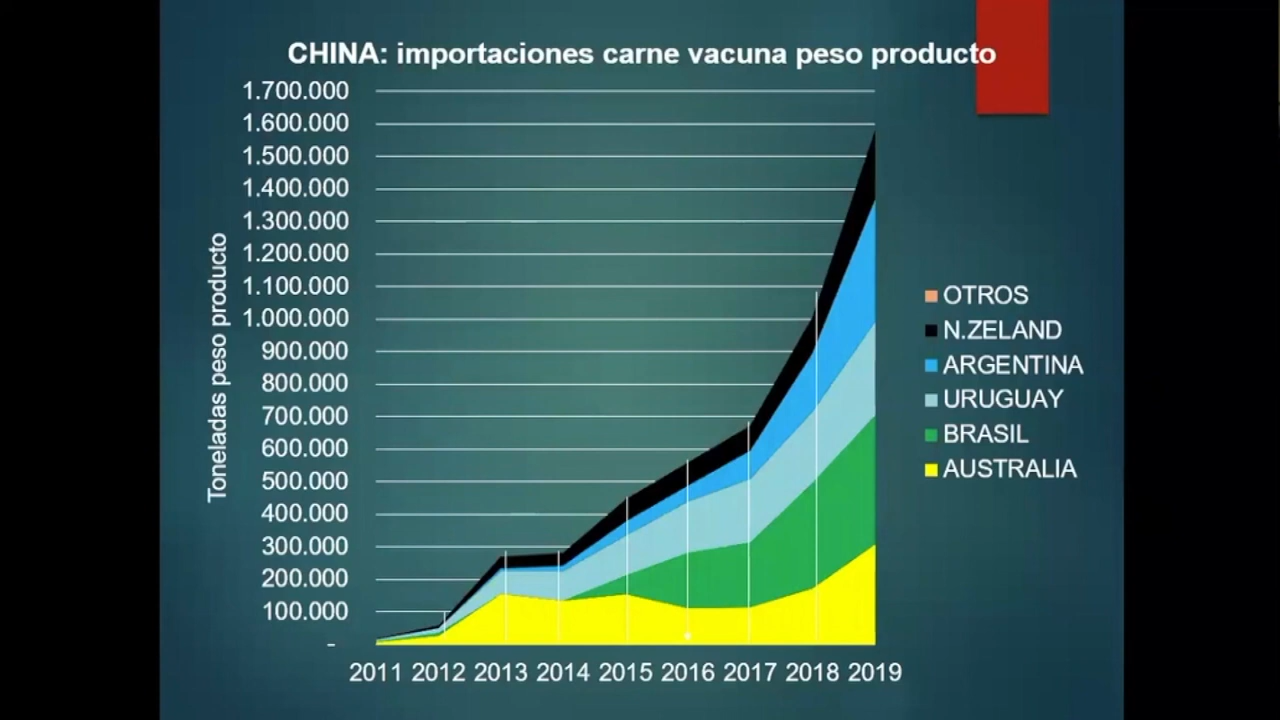 CHINA: importaciones carne vacuna peso producto
1.700.000
1.600.000
1.500.000
1.400.000
1.300.000
1.200.000
1.100.000
1.000.000
900.000
800.000
700.000
600.000
500.000
400.000
300.000
200.000
100.000
-
Toneladas peso producto
2011 2012 2013 2014 2015 2016 2017 2018 2019
OTROS
N.ZELAND
ARGENTINA
URUGUAY
BRASIL
AUSTRALIA